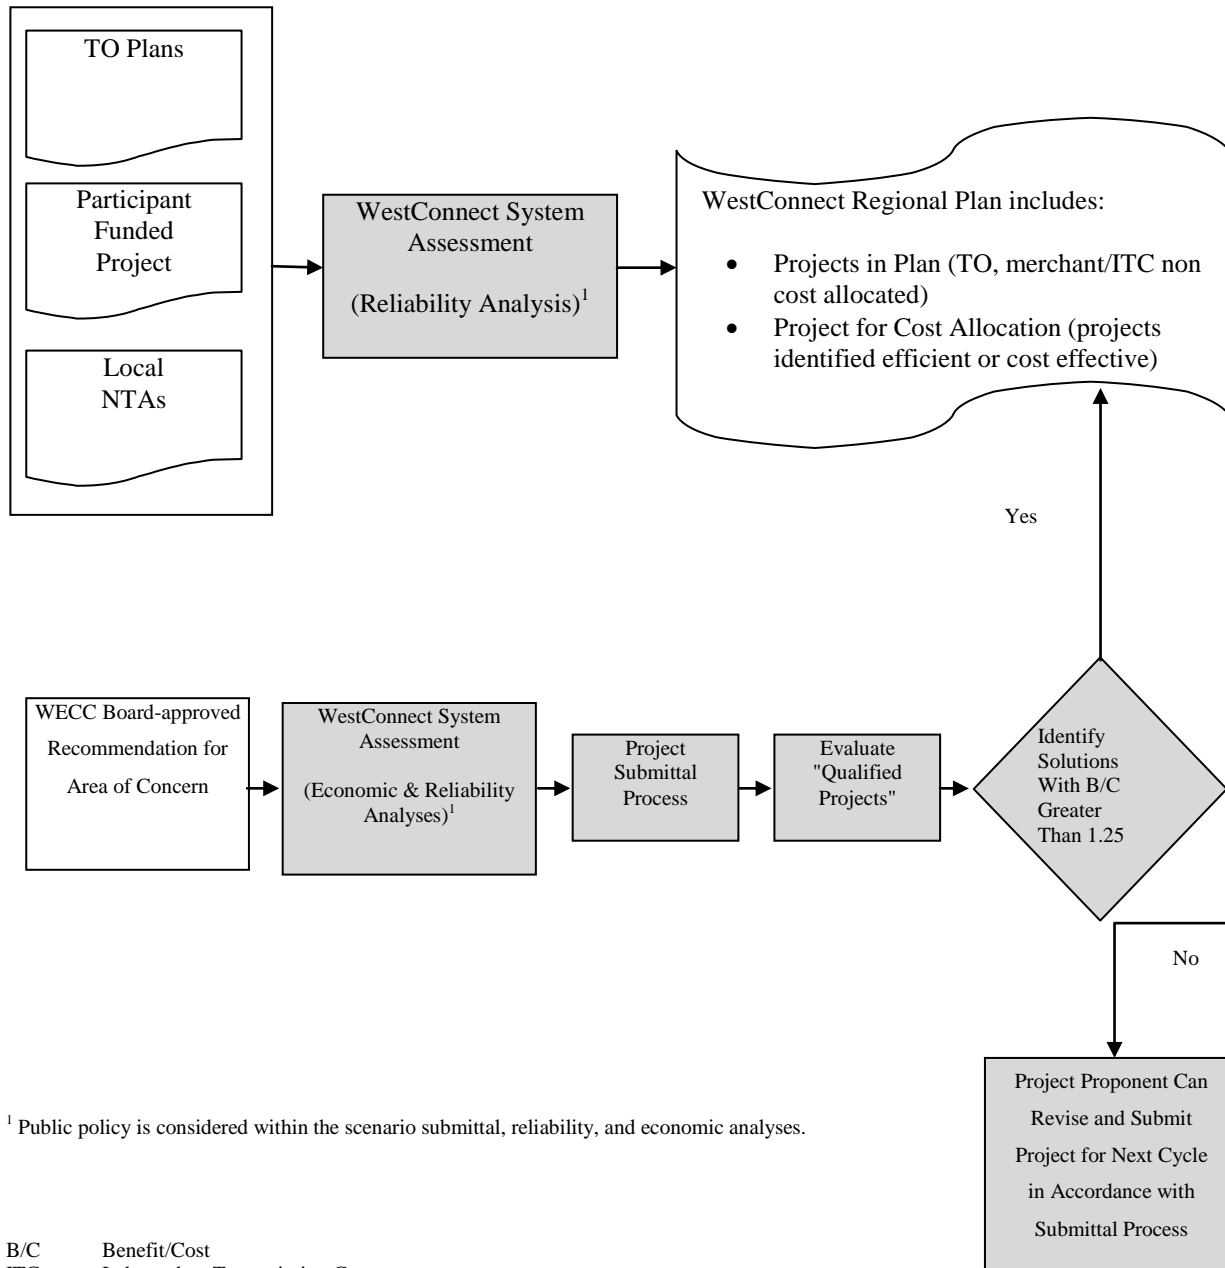 TO Plans
Participant
Funded
Project
Local
NTAs
WestConnect System
Assessment
(Reliability Analysis)1
WestConnect Regional Plan includes:
• Projects in Plan (TO, merchant/ITC non
cost allocated)
• Project for Cost Allocation (projects
identified efficient or cost effective)
Yes
WECC Board-approved
Recommendation for
Area of Concern
WestConnect System
Assessment
(Economic & Reliability
Analyses)1
Project
Submittal
Process
Evaluate
"Qualified
Projects"
Identify
Solutions
With B/C
Greater
Than 1.25
No
Project Proponent Can
Revise and Submit
Project for Next Cycle
in Accordance with
Submittal Process
1 Public policy is considered within the scenario submittal, reliability, and economic analyses.
B/C Benefit/Cost